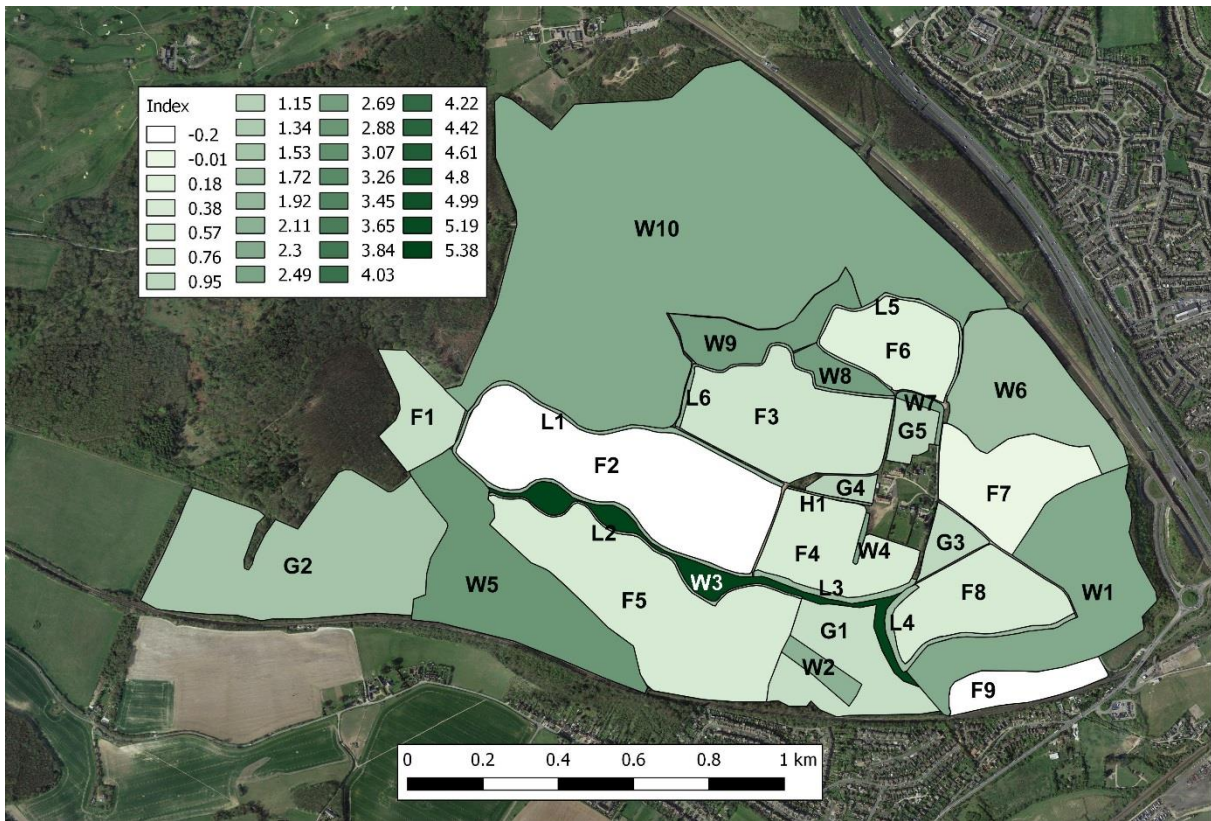 Index
-0.2
-0.01
0.18
0.38
0.57
0.76
0.95
1.15
1.34
1.53
1.72
1.92
2.11
2.3
2.49
2.69
2.88
3.07
3.26
3.45
3.65
3.84
4.03
4.22
4.42
4.61
4.8
4.99
5.19
5.38
W10
L5
W9
F6
W8
W6
L6
W7
F1
L1
F3
G5
F2
G4
F7
H1
L2
F4
W4
G3
G2
W5
W3
L3
F8
W1
F5
G1
L4
W2
F9
0 0.2 0.4 0.6 0.8 1 km